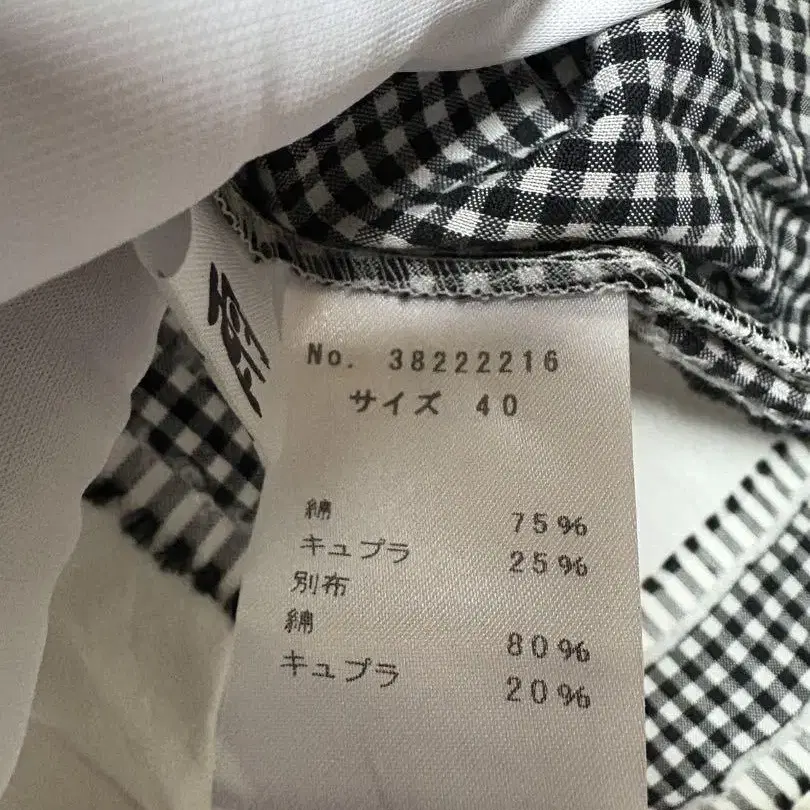 No. 38222216
サイズ 40
綿 75%
キュプラ 25%
別布
綿 80%
キュプラ 20%